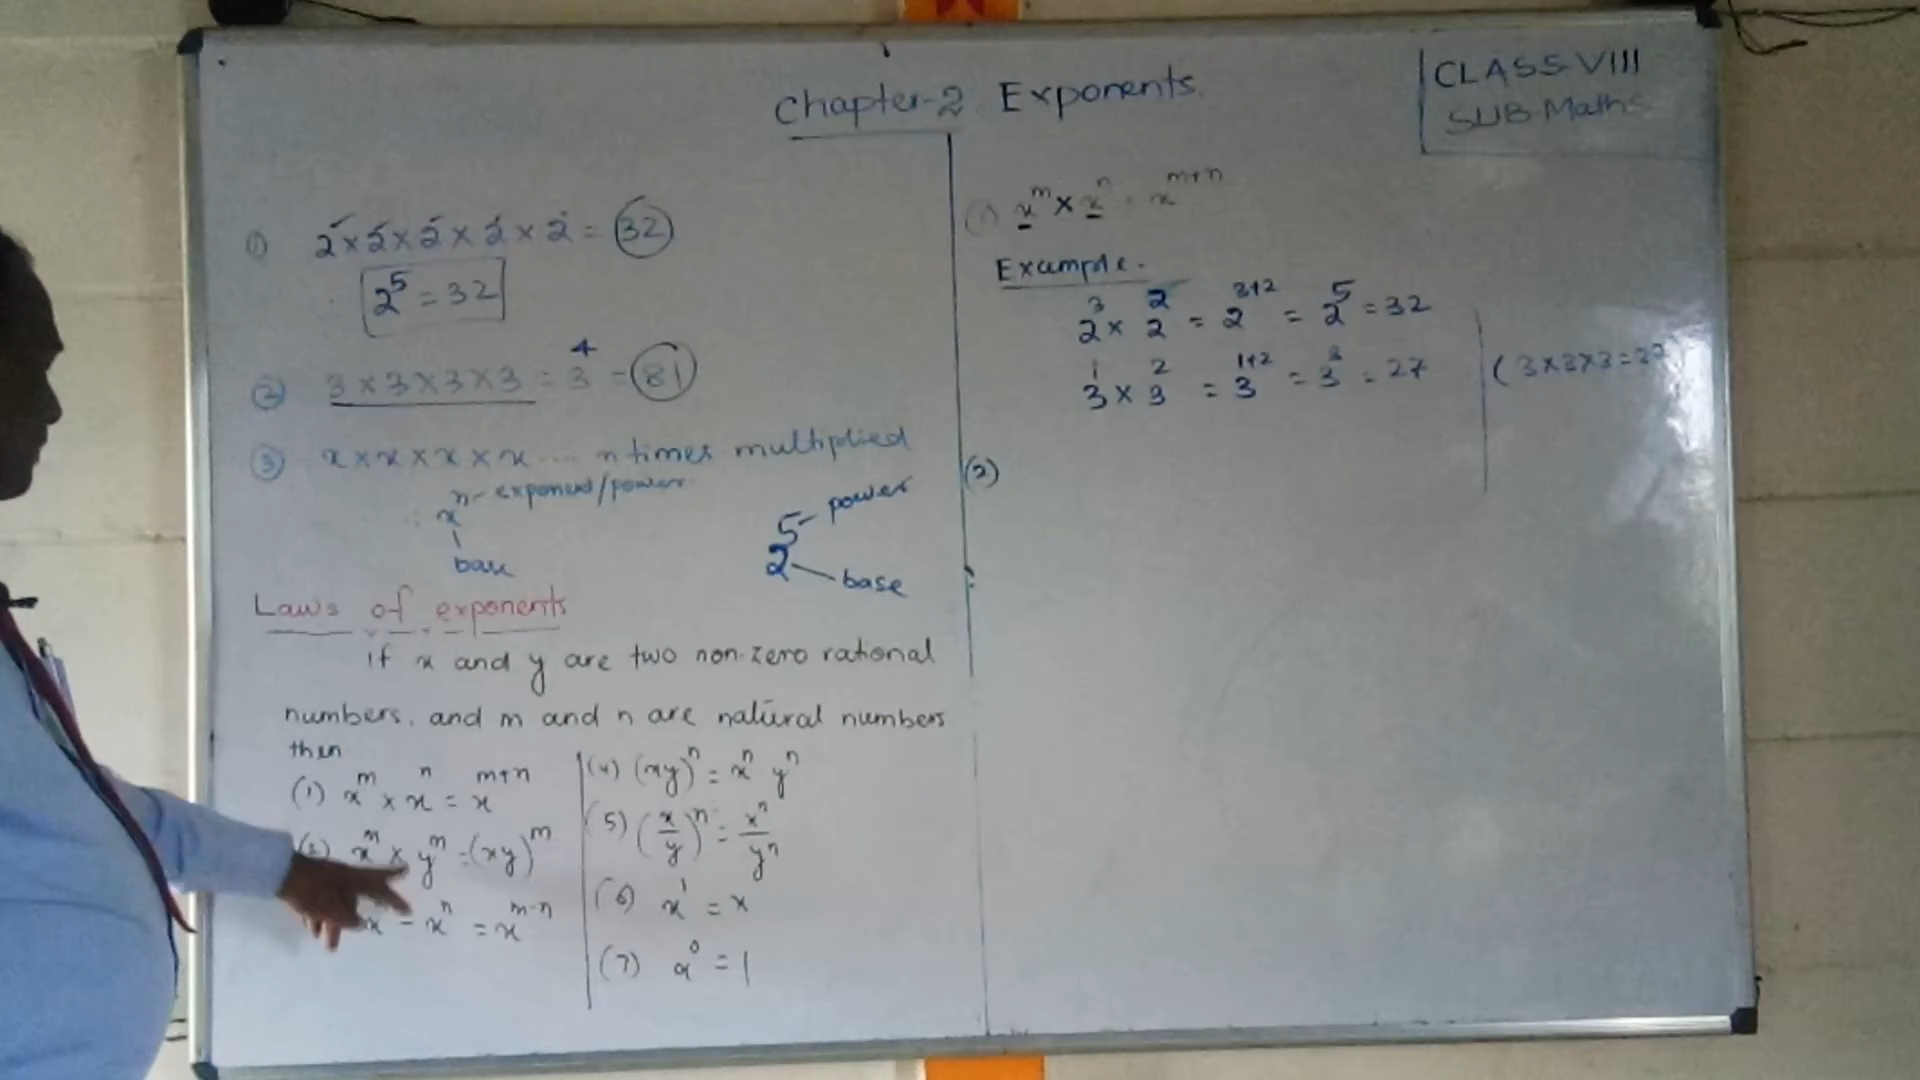 Chapter-2 Exponents
CLASS-VIII
SUB-Maths
① 2×2×2×2×2 = 32
2⁵ = 32
② 3×3×3×3 = 3⁴ = 81
③ x×x×x×x .... n times multiplied
xⁿ - exponent/power
base
2⁵ power
base
Laws of exponents
If x and y are two non-zero rational
numbers, and m and n are natural numbers
then
(1) xᵐ × xⁿ = xᵐ⁺ⁿ
xᵐ × yᵐ = (xy)ᵐ
xⁿ = xᵐ⁻ⁿ
(4) (xy)ⁿ = xⁿ yⁿ
(5) (x/y)ⁿ = xⁿ/yⁿ
(6) x¹ = x
(7) x⁰ = 1
(1) xᵐ × xⁿ = xᵐ⁺ⁿ
Example.
2³ × 2² = 2³⁺² = 2⁵ = 32
3¹ × 3² = 3¹⁺² = 3³ = 27
(3×3×3=27)
(2)